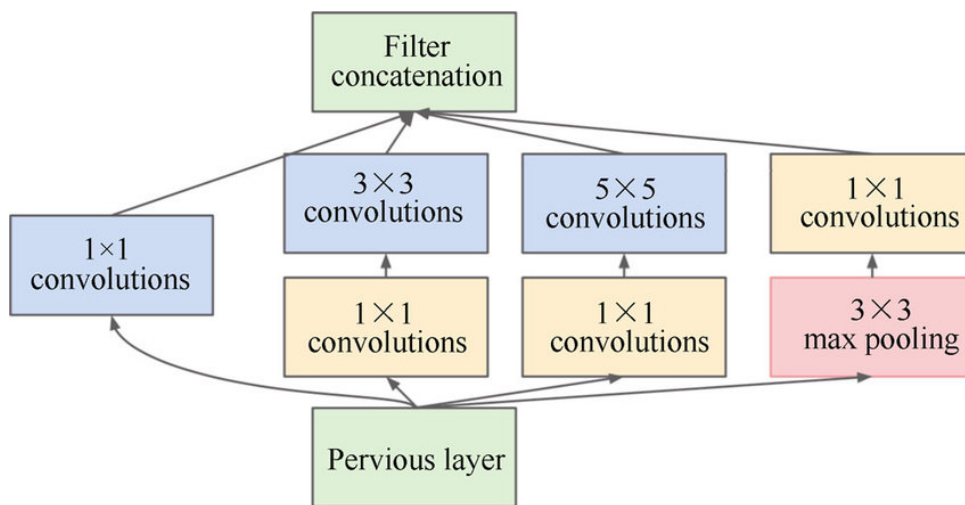 Filter
concatenation
3×3
convolutions
5×5
convolutions
1×1
convolutions
1×1
convolutions
1×1
convolutions
1×1
convolutions
3×3
max pooling
Pervious layer